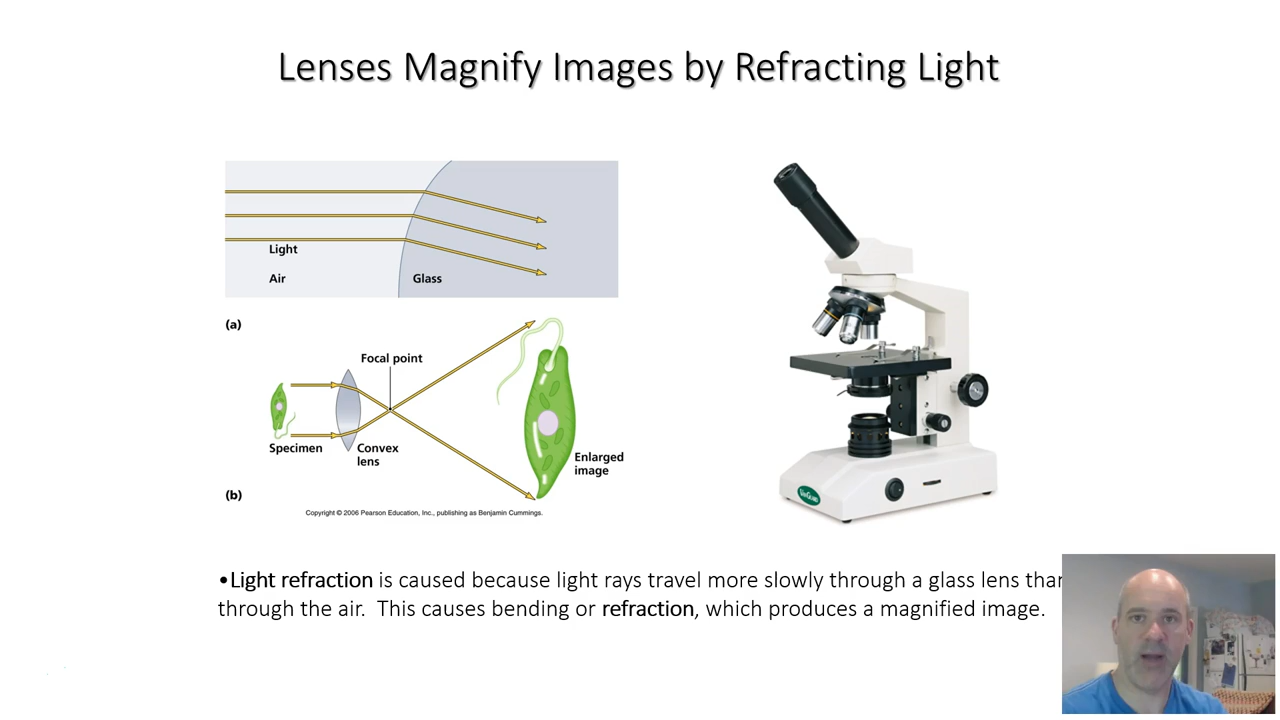 Lenses Magnify Images by Refracting Light
Light
Air
Glass
(a)
Focal point
Specimen
Convex
lens
Enlarged
image
(b)
Copyright © 2006 Pearson Education, Inc., publishing as Benjamin Cummings.
•Light refraction is caused because light rays travel more slowly through a glass lens than
through the air. This causes bending or refraction, which produces a magnified image.